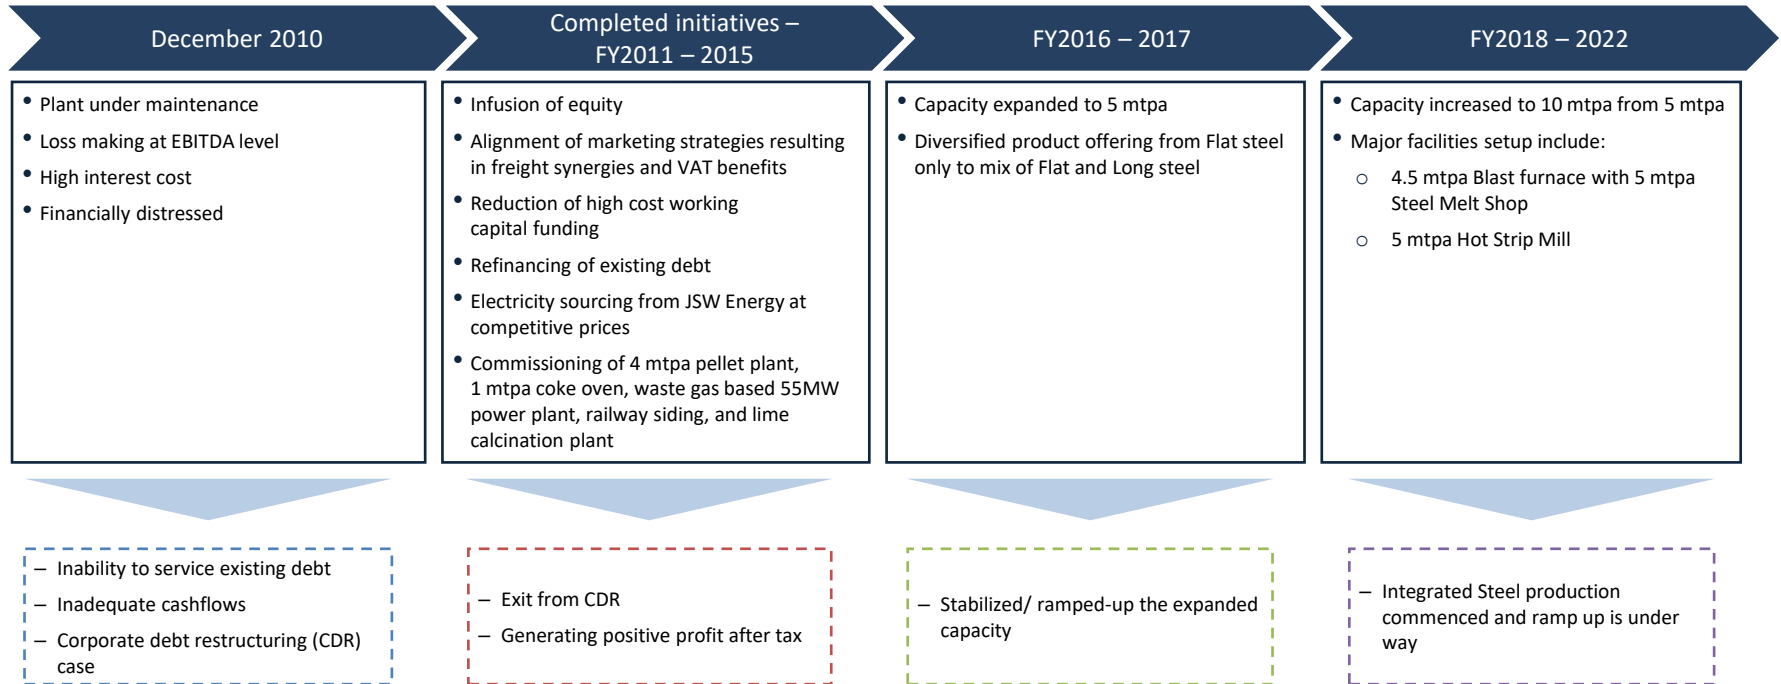 December 2010
• Plant under maintenance
• Loss making at EBITDA level
• High interest cost
• Financially distressed
– Inability to service existing debt
– Inadequate cashflows
– Corporate debt restructuring (CDR)
case
Completed initiatives –
FY2011 – 2015
• Infusion of equity
• Alignment of marketing strategies resulting
in freight synergies and VAT benefits
• Reduction of high cost working
capital funding
• Refinancing of existing debt
• Electricity sourcing from JSW Energy at
competitive prices
• Commissioning of 4 mtpa pellet plant,
1 mtpa coke oven, waste gas based 55MW
power plant, railway siding, and lime
calcination plant
– Exit from CDR
– Generating positive profit after tax
FY2016 – 2017
• Capacity expanded to 5 mtpa
• Diversified product offering from Flat steel
only to mix of Flat and Long steel
– Stabilized/ ramped-up the expanded
capacity
FY2018 – 2022
• Capacity increased to 10 mtpa from 5 mtpa
• Major facilities setup include:
o 4.5 mtpa Blast furnace with 5 mtpa
Steel Melt Shop
o 5 mtpa Hot Strip Mill
– Integrated Steel production
commenced and ramp up is under
way